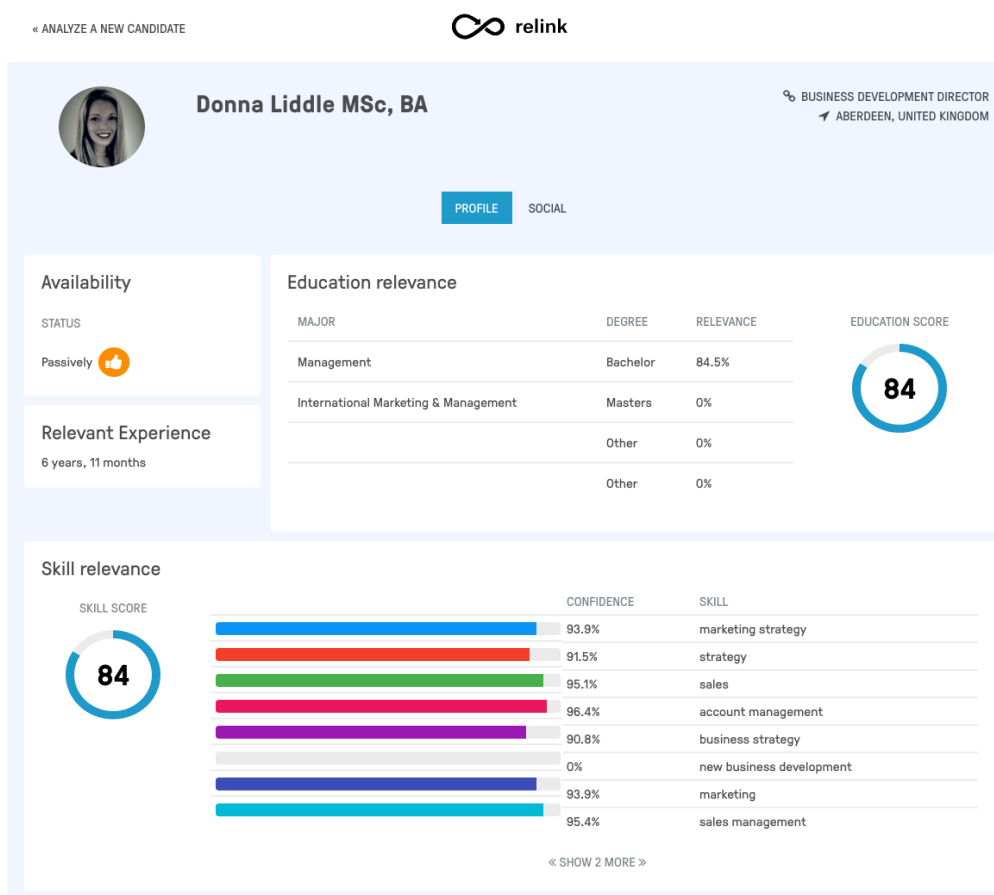 « ANALYZE A NEW CANDIDATE
relink
Donna Liddle MSc, BA
BUSINESS DEVELOPMENT DIRECTOR
ABERDEEN, UNITED KINGDOM
PROFILE SOCIAL
Availability
STATUS
Passively
Relevant Experience
6 years, 11 months
Education relevance
MAJOR DEGREE RELEVANCE
Management Bachelor 84.5%
International Marketing & Management Masters 0%
Other 0%
Other 0%
EDUCATION SCORE
84
Skill relevance
SKILL SCORE
84
CONFIDENCE SKILL
93.9% marketing strategy
91.5% strategy
95.1% sales
96.4% account management
90.8% business strategy
0% new business development
93.9% marketing
95.4% sales management
« SHOW 2 MORE »